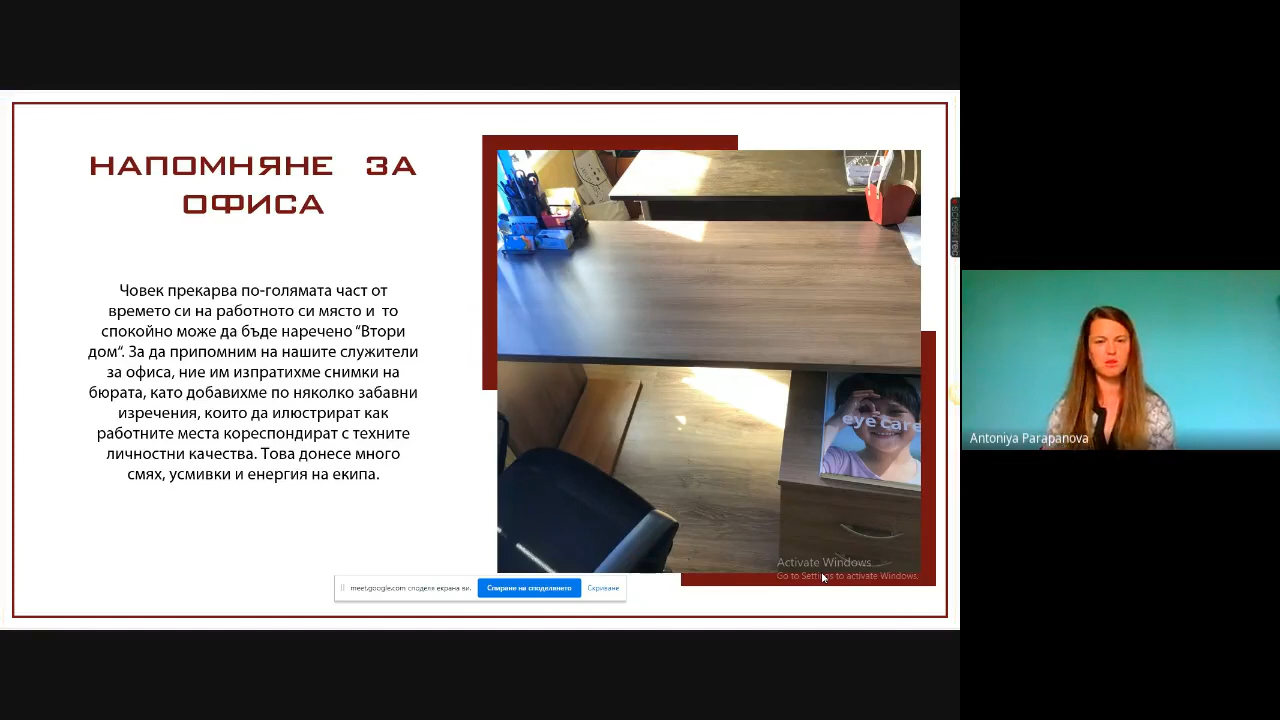 НАПОМНЯНЕ ЗА
ОФИСА
Човек прекарва по-голямата част от
времето си на работното си място и то
спокойно може да бъде наречено “Втори
дом“. За да припомним на нашите служители
за офиса, ние им изпратихме снимки на
бюрата, като добавихме по няколко забавни
изречения, които да илюстрират как
работните места кореспондират с техните
личностни качества. Това донесе много
смях, усмивки и енергия на екипа.
eye care
Activate Windows
Go to Settings to activate Windows.
meet.google.com споделя екрана ви.
Спиране на споделянето
Скриване
screen rec
Antoniya Parapanova